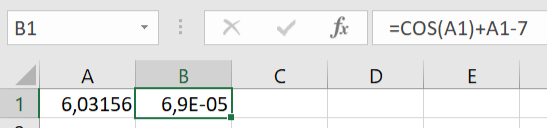 B1 fx =COS(A1)+A1-7
A B C D E
1 6,03156 6,9E-05